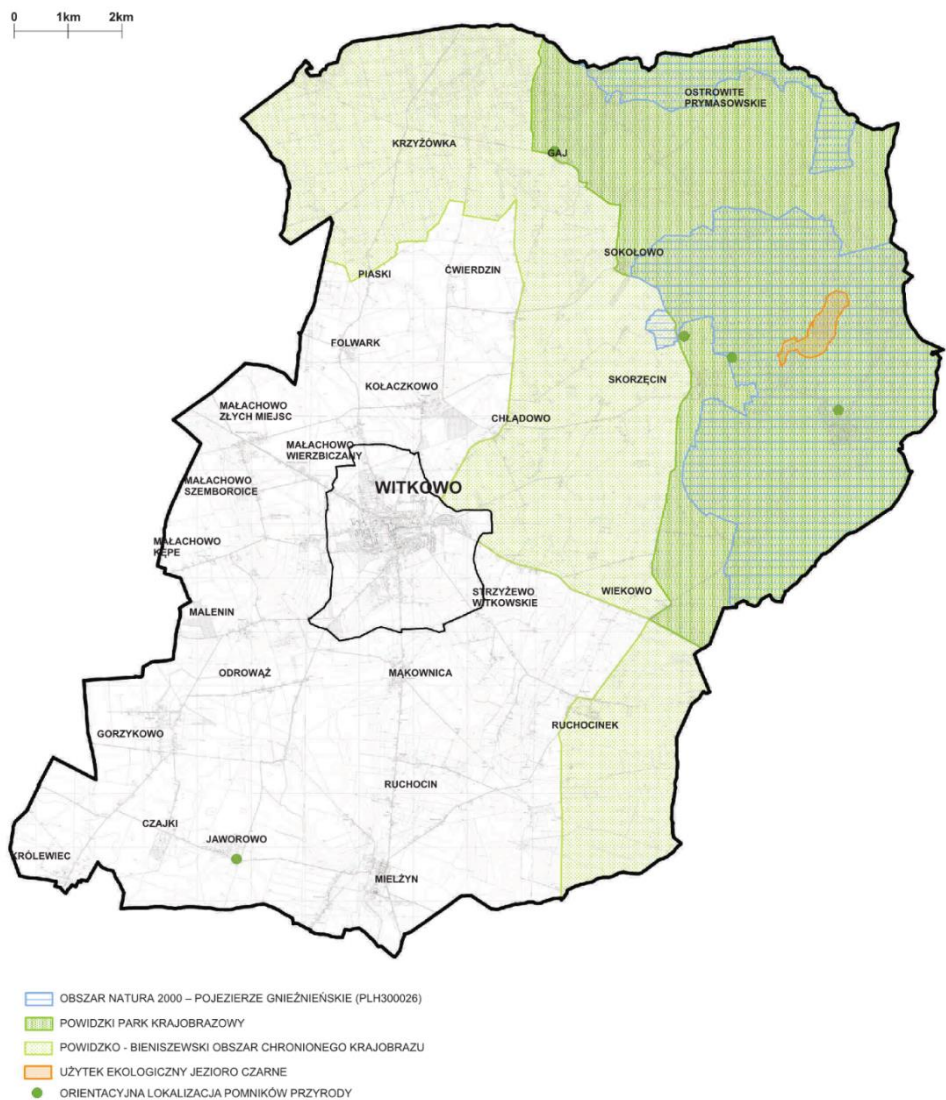 0 1km 2km
OSTROWITE
PRYMASOWSKIE
KRZYŻÓWKA
GAJ
SOKOŁOWO
PIASKI
ĆWIERDZIN
FOLWARK
SKORZĘCIN
KOŁACZKOWO
MAŁACHOWO
ZŁYCH MIEJSC
CHŁĄDOWO
MAŁACHOWO
WIERZBICZANY
MAŁACHOWO
SZEMBOROICE
WITKOWO
MAŁACHOWO
KĘPE
STRZYŻEWO
WITKOWSKIE
WIEKOWO
MALENIN
ODROWĄŻ
MĄKOWNICA
RUCHOCINEK
GORZYKOWO
RUCHOCIN
CZAJKI
JAWOROWO
KRÓLEWIEC
MIELŻYN
OBSZAR NATURA 2000 – POJEZIERZE GNIEŹNIEŃSKIE (PLH300026)
POWIDZKI PARK KRAJOBRAZOWY
POWIDZKO - BIENISZEWSKI OBSZAR CHRONIONEGO KRAJOBRAZU
UŻYTEK EKOLOGICZNY JEZIORO CZARNE
ORIENTACYJNA LOKALIZACJA POMNIKÓW PRZYRODY